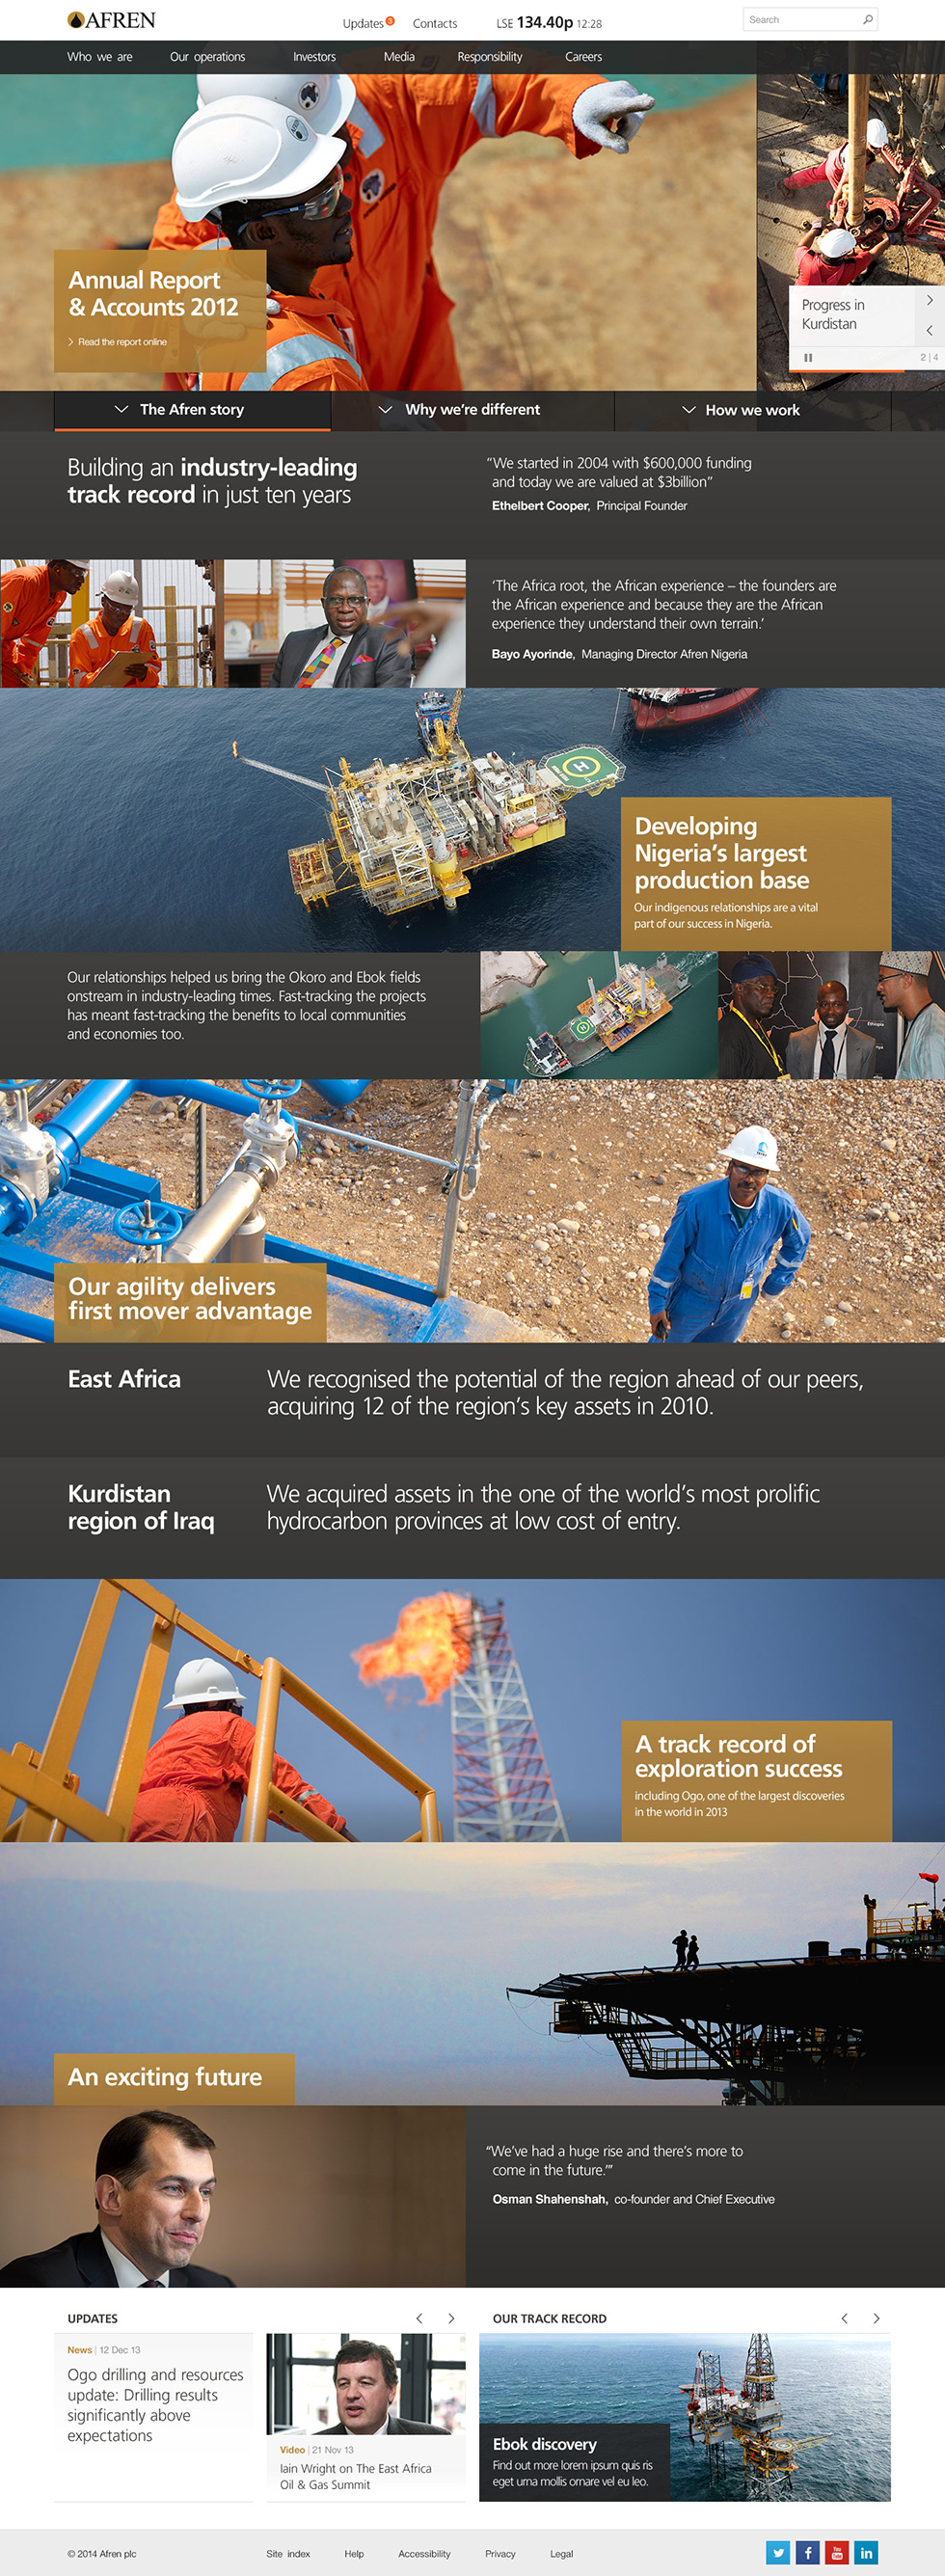 AFREN
Updates 3
Contacts
LSE 134.40p 12:28
Search
Who we are
Our operations
Investors
Media
Responsibility
Careers
Annual Report
& Accounts 2012
Read the report online
Progress in
Kurdistan
2 | 4
The Afren story
Why we’re different
How we work
Building an industry-leading
track record in just ten years
“We started in 2004 with $600,000 funding
and today we are valued at $3billion”
Ethelbert Cooper, Principal Founder
‘The Africa root, the African experience – the founders are
the African experience and because they are the African
experience they understand their own terrain.’
Bayo Ayorinde, Managing Director Afren Nigeria
H
Developing
Nigeria’s largest
production base
Our indigenous relationships are a vital
part of our success in Nigeria.
Our relationships helped us bring the Okoro and Ebok fields
onstream in industry-leading times. Fast-tracking the projects
has meant fast-tracking the benefits to local communities
and economies too.
H
Ethiopia
Our agility delivers
first mover advantage
East Africa
We recognised the potential of the region ahead of our peers,
acquiring 12 of the region’s key assets in 2010.
Kurdistan
region of Iraq
We acquired assets in the one of the world’s most prolific
hydrocarbon provinces at low cost of entry.
A track record of
exploration success
including Ogo, one of the largest discoveries
in the world in 2013
An exciting future
“We’ve had a huge rise and there’s more to
come in the future.’”
Osman Shahenshah, co-founder and Chief Executive
UPDATES
News | 12 Dec 13
Ogo drilling and resources
update: Drilling results
significantly above
expectations
Video | 21 Nov 13
Iain Wright on The East Africa
Oil & Gas Summit
OUR TRACK RECORD
Ebok discovery
Find out more lorem ipsum quis ris
eget urna mollis ornare vel eu leo.
© 2014 Afren plc
Site index
Help
Accessibility
Privacy
Legal
You
Tube
in